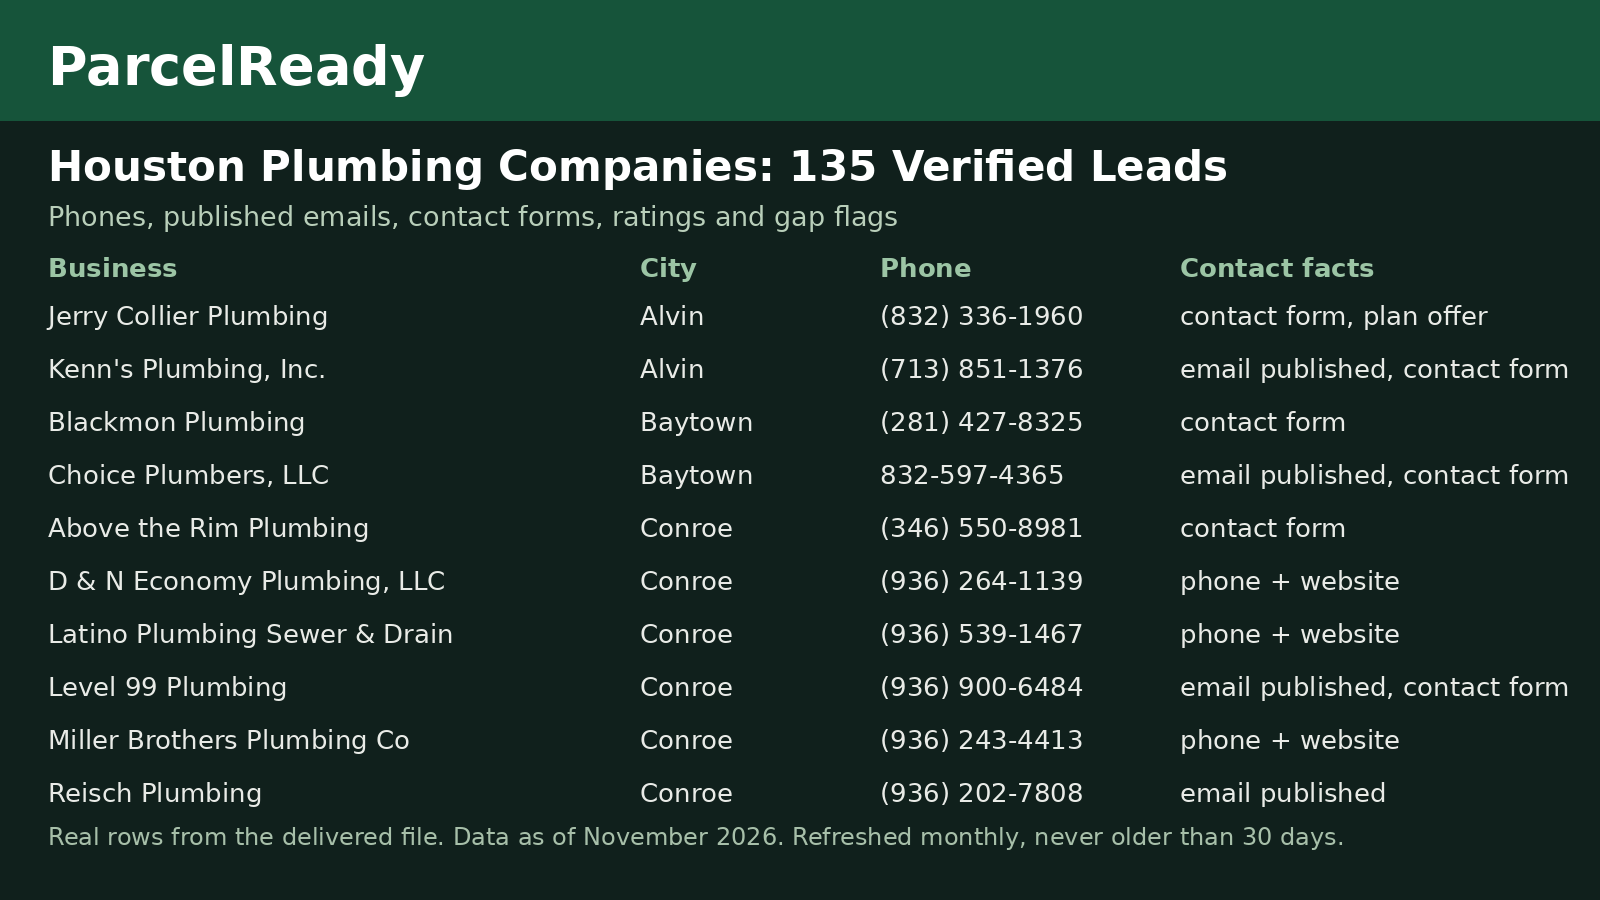 ParcelReady
Houston Plumbing Companies: 135 Verified Leads
Phones, published emails, contact forms, ratings and gap flags
Business City Phone Contact facts
Jerry Collier Plumbing Alvin (832) 336-1960 contact form, plan offer
Kenn's Plumbing, Inc. Alvin (713) 851-1376 email published, contact form
Blackmon Plumbing Baytown (281) 427-8325 contact form
Choice Plumbers, LLC Baytown 832-597-4365 email published, contact form
Above the Rim Plumbing Conroe (346) 550-8981 contact form
D & N Economy Plumbing, LLC Conroe (936) 264-1139 phone + website
Latino Plumbing Sewer & Drain Conroe (936) 539-1467 phone + website
Level 99 Plumbing Conroe (936) 900-6484 email published, contact form
Miller Brothers Plumbing Co Conroe (936) 243-4413 phone + website
Reisch Plumbing Conroe (936) 202-7808 email published
Real rows from the delivered file. Data as of November 2026. Refreshed monthly, never older than 30 days.